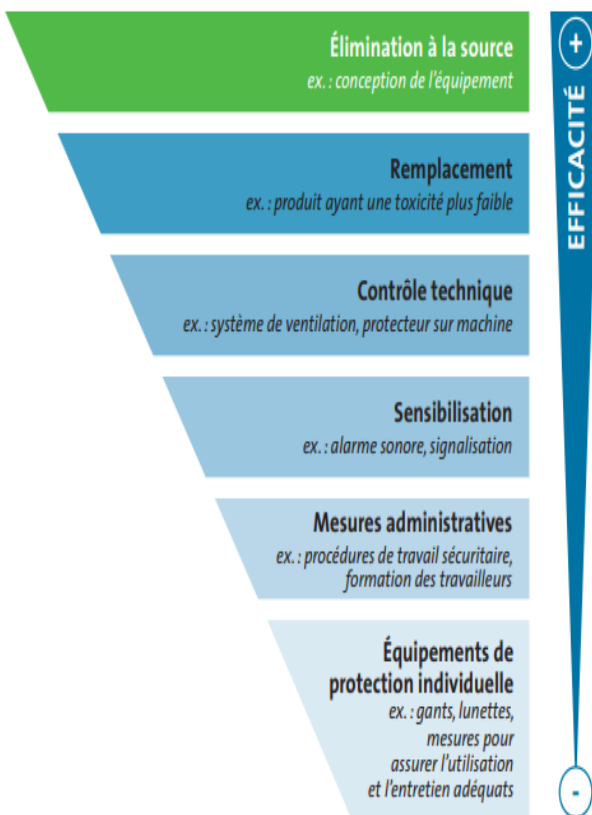 Élimination à la source
ex. : conception de l'équipement
Remplacement
ex. : produit ayant une toxicité plus faible
Contrôle technique
ex. : système de ventilation, protecteur sur machine
Sensibilisation
ex. : alarme sonore, signalisation
Mesures administratives
ex. : procédures de travail sécuritaire,
formation des travailleurs
Équipements de
protection individuelle
ex. : gants, lunettes,
mesures pour
assurer l'utilisation
et l'entretien adéquats
+
EFFICACITÉ
-